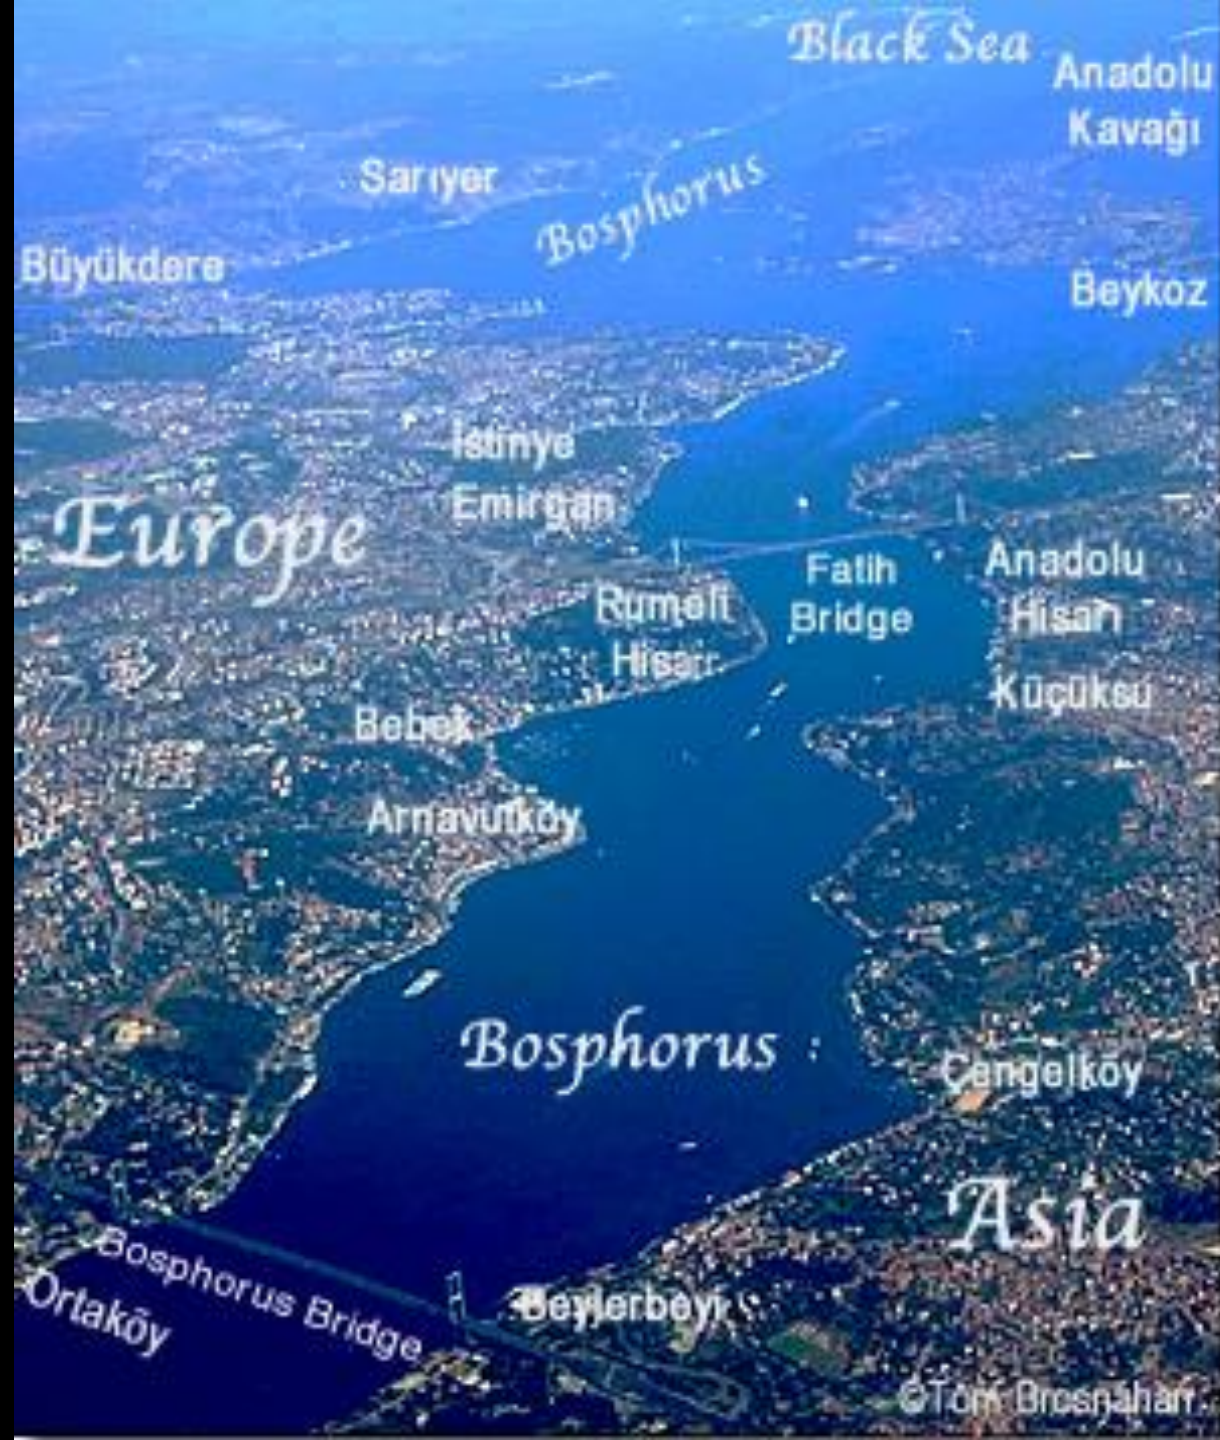 Black Sea
Anadolu
Kavağı
Sarıyer
Bosphorus
Büyükdere
Beykoz
İstinye
Emirgan
Europe
Fatih
Bridge
Anadolu
Hisarı
Rumeli
Hisarı
Küçüksu
Bebek
Arnavutköy
Bosphorus
Çengelköy
Asia
Bosphorus Bridge
Ortaköy
Beylerbeyi
©Tom Brosnahan